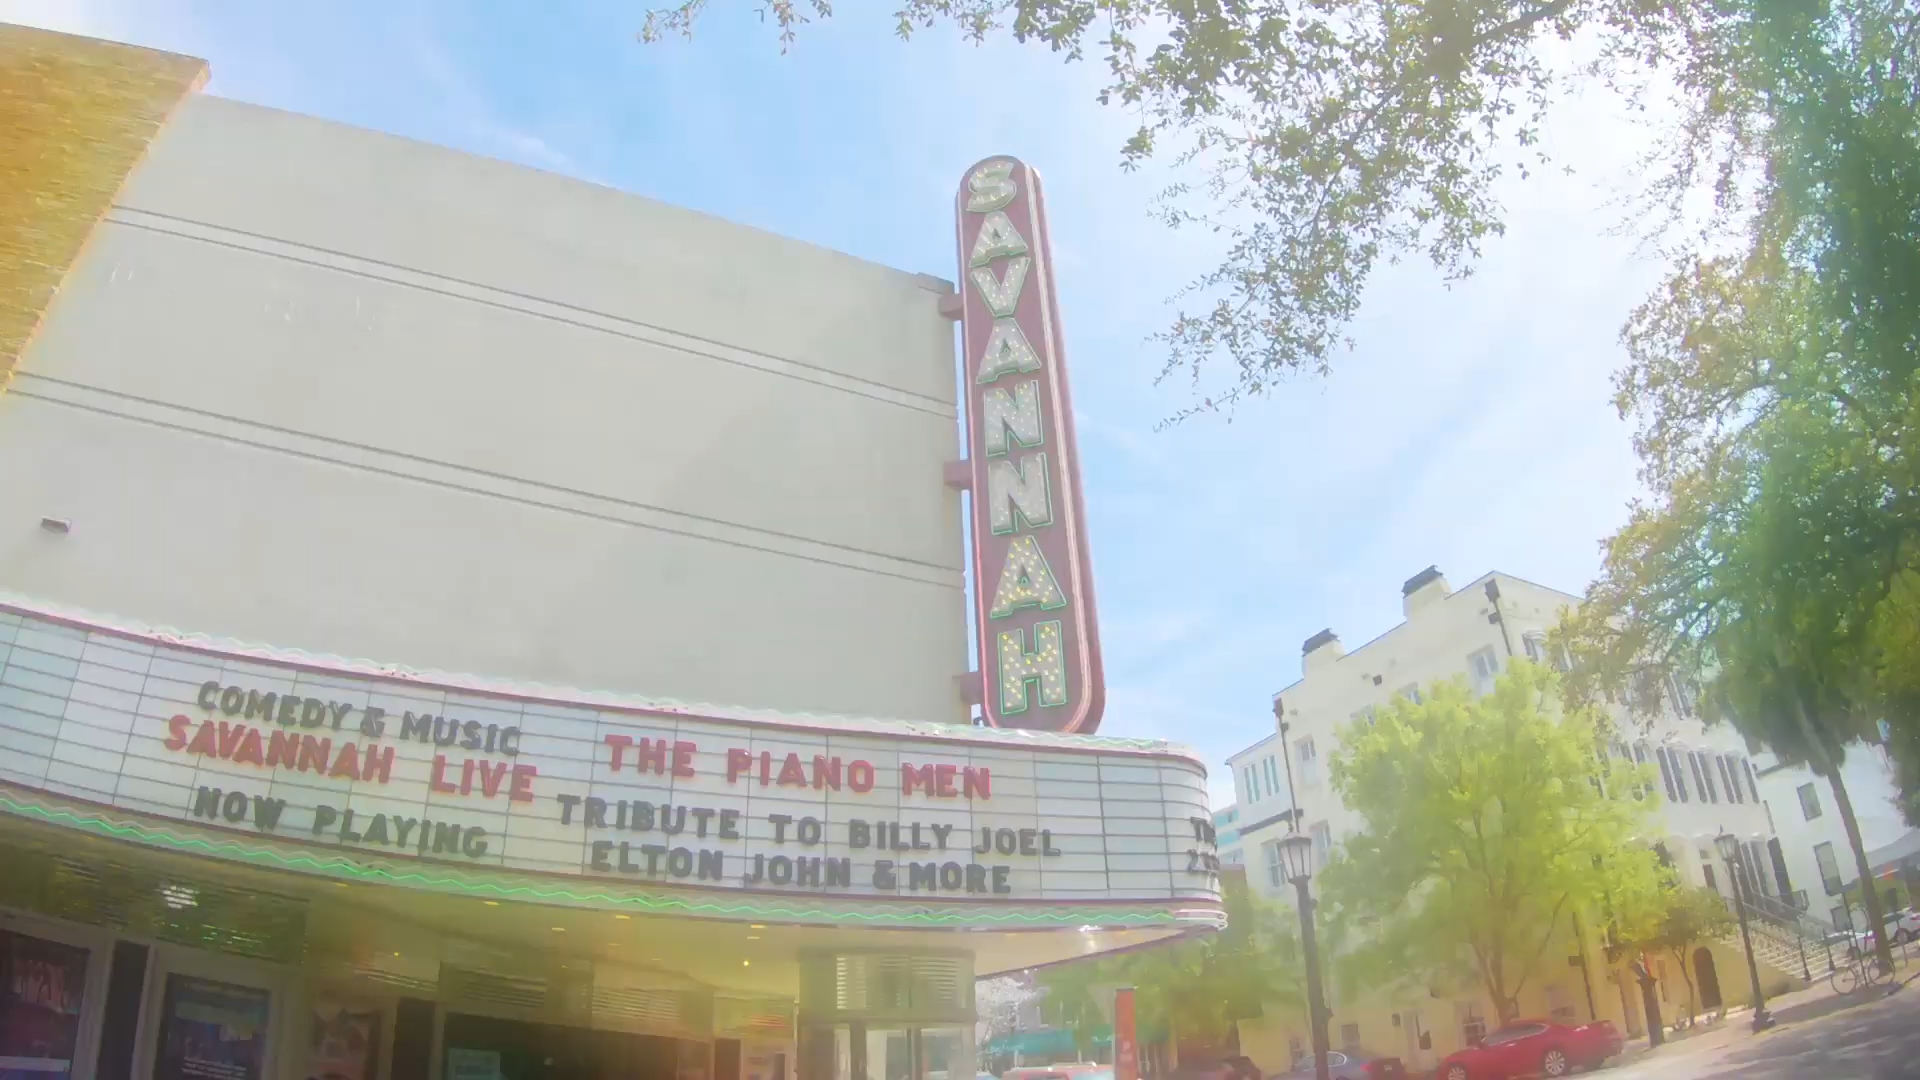 SAVANNAH
COMEDY & MUSIC
SAVANNAH LIVE
NOW PLAYING
THE PIANO MEN
TRIBUTE TO BILLY JOEL
ELTON JOHN & MORE